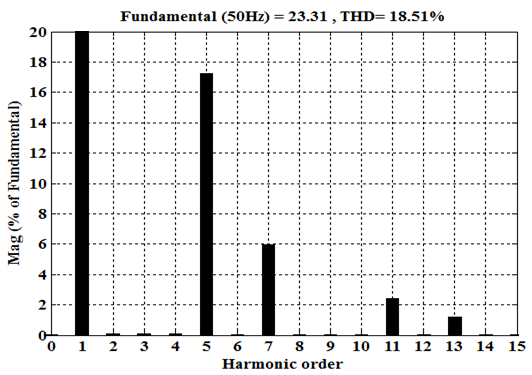 Fundamental (50Hz) = 23.31 , THD= 18.51%
20
18
16
14
12
10
8
6
4
2
0
Mag (% of Fundamental)
0 1 2 3 4 5 6 7 8 9 10 11 12 13 14 15
Harmonic order